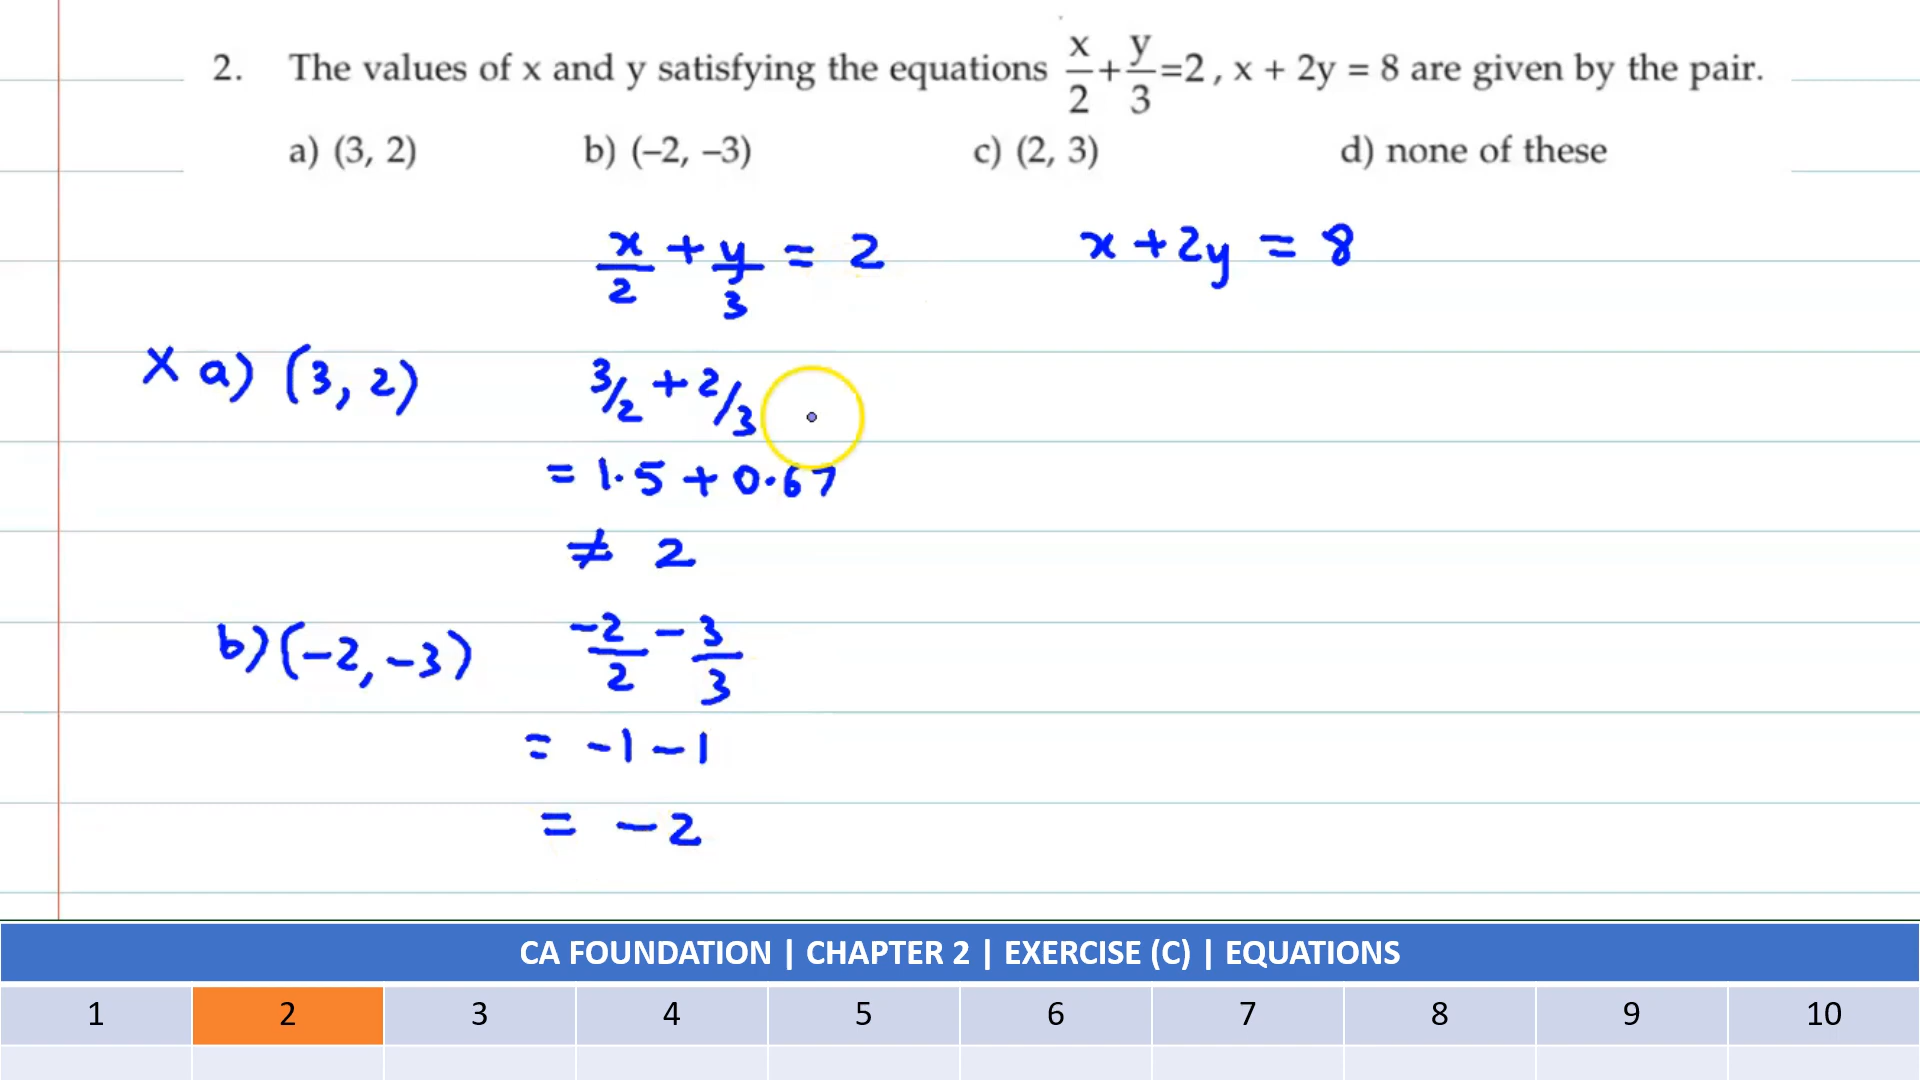 2. The values of x and y satisfying the equations x/2 + y/3 =2 , x + 2y = 8 are given by the pair.
a) (3, 2) b) (–2, –3) c) (2, 3) d) none of these
x/2 + y/3 = 2 x + 2y = 8
X a) (3, 2) 3/2 + 2/3
= 1.5 + 0.67
≠ 2
b) (-2, -3) -2/2 - 3/3
= -1 -1
= -2
CA FOUNDATION | CHAPTER 2 | EXERCISE (C) | EQUATIONS
1 2 3 4 5 6 7 8 9 10